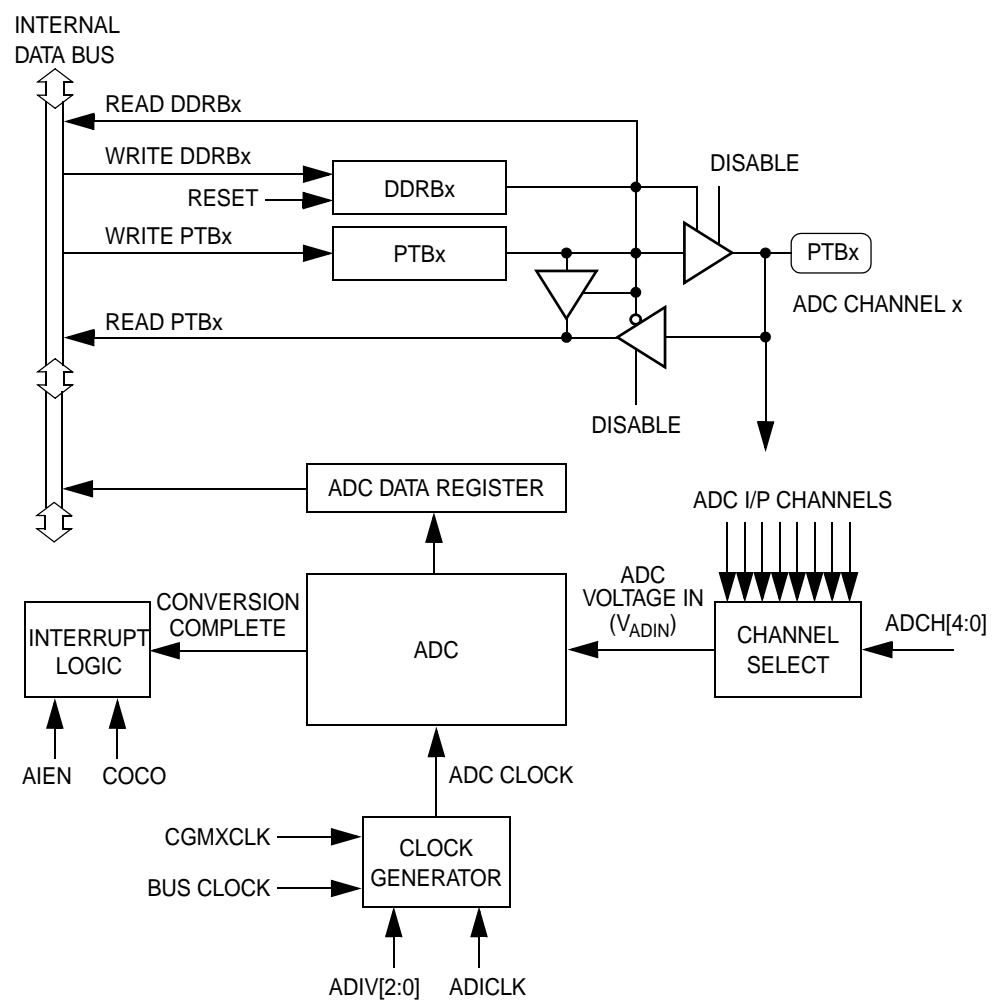 INTERNAL
DATA BUS
READ DDRBx
WRITE DDRBx
DISABLE
DDRBx
RESET
WRITE PTBx
PTBx
PTBx
ADC CHANNEL x
READ PTBx
DISABLE
ADC DATA REGISTER
ADC I/P CHANNELS
ADC
VOLTAGE IN
(VADIN)
CONVERSION
COMPLETE
INTERRUPT
LOGIC
ADC
CHANNEL
SELECT
ADCH[4:0]
AIEN
COCO
ADC CLOCK
CGMXCLK
CLOCK
GENERATOR
BUS CLOCK
ADIV[2:0]
ADICLK